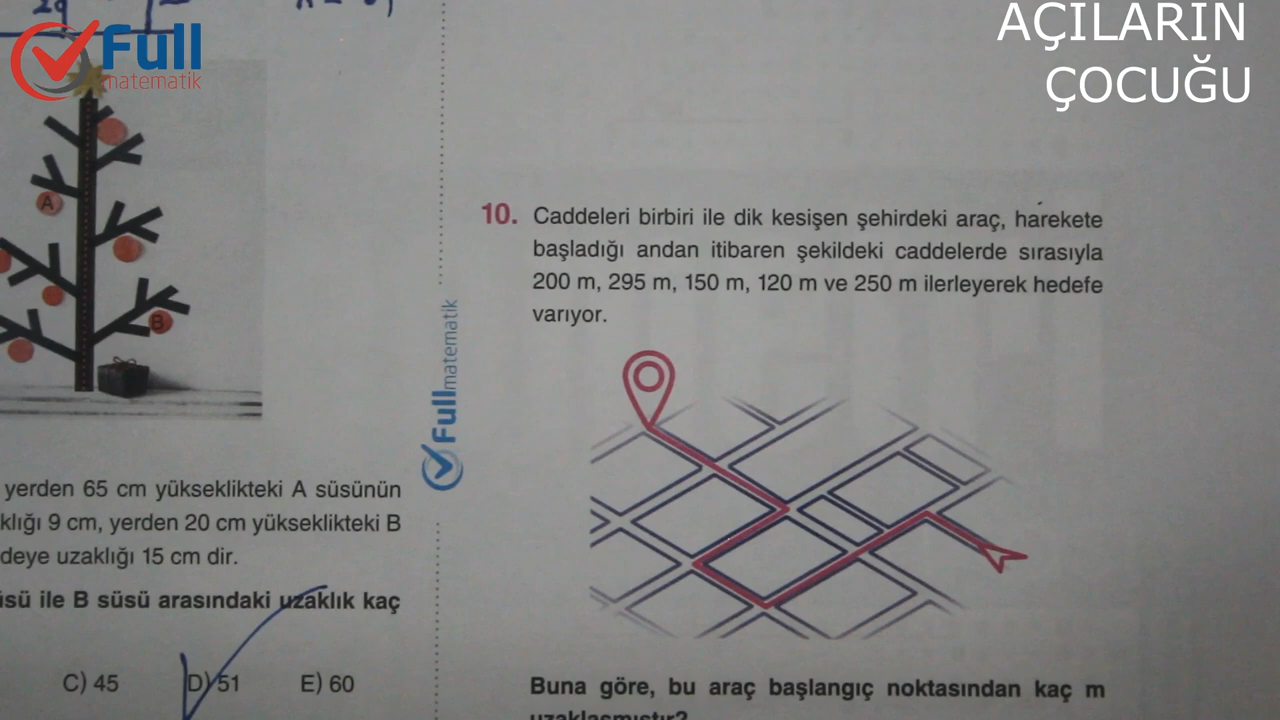 AÇILARIN
ÇOCUĞU
Full
matematik
A
B
yerden 65 cm yükseklikteki A süsünün
klığı 9 cm, yerden 20 cm yükseklikteki B
deye uzaklığı 15 cm dir.
süsü ile B süsü arasındaki uzaklık kaç
C) 45 D) 51 E) 60
Fullmatematik
10. Caddeleri birbiri ile dik kesişen şehirdeki araç, harekete
başladığı andan itibaren şekildeki caddelerde sırasıyla
200 m, 295 m, 150 m, 120 m ve 250 m ilerleyerek hedefe
varıyor.
Buna göre, bu araç başlangıç noktasından kaç m
uzaklaşmıştır?